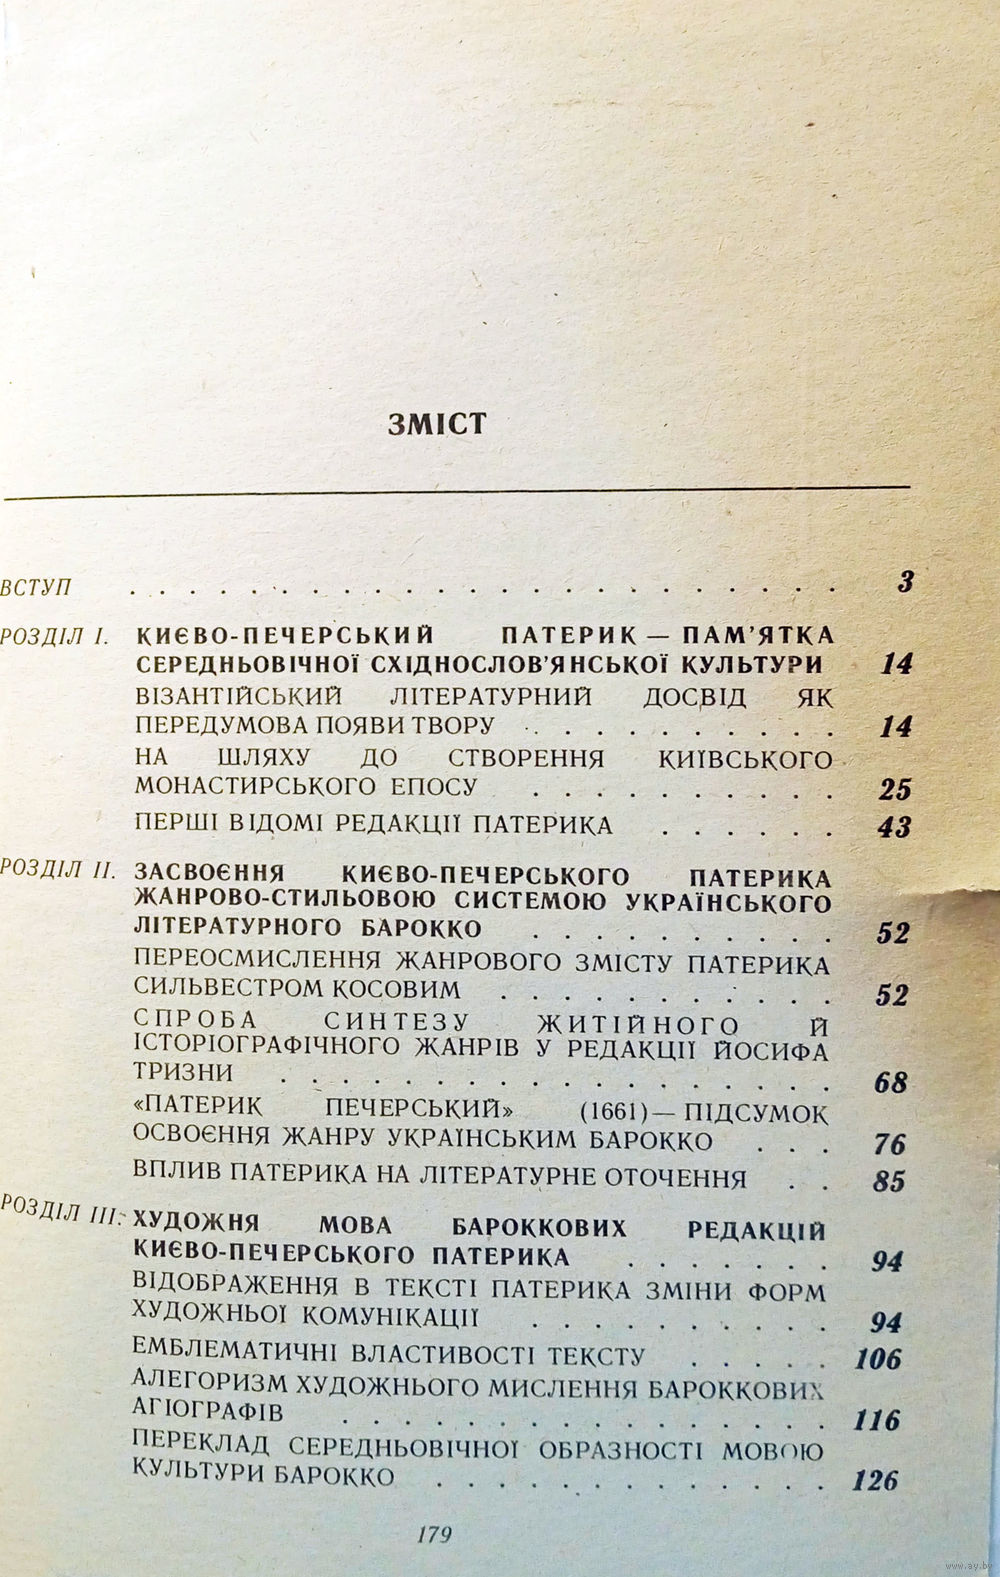 ЗМІСТ
ВСТУП . . . . . . . . . . . . . . . . . . . . . . . 3
РОЗДІЛ I. КИЄВО-ПЕЧЕРСЬКИЙ ПАТЕРИК — ПАМ'ЯТКА
СЕРЕДНЬОВІЧНОЇ СХІДНОСЛОВ'ЯНСЬКОЇ КУЛЬТУРИ 14
ВІЗАНТІЙСЬКИЙ ЛІТЕРАТУРНИЙ ДОСВІД ЯК
ПЕРЕДУМОВА ПОЯВИ ТВОРУ . . . . . . . . . . 14
НА ШЛЯХУ ДО СТВОРЕННЯ КИЇВСЬКОГО
МОНАСТИРСЬКОГО ЕПОСУ . . . . . . . . . . 25
ПЕРШІ ВІДОМІ РЕДАКЦІЇ ПАТЕРИКА . . . . . . 43
РОЗДІЛ II. ЗАСВОЄННЯ КИЄВО-ПЕЧЕРСЬКОГО ПАТЕРИКА
ЖАНРОВО-СТИЛЬОВОЮ СИСТЕМОЮ УКРАЇНСЬКОГО
ЛІТЕРАТУРНОГО БАРОККО . . . . . . . . . . 52
ПЕРЕОСМИСЛЕННЯ ЖАНРОВОГО ЗМІСТУ ПАТЕРИКА
СИЛЬВЕСТРОМ КОСОВИМ . . . . . . . . . . . 52
СПРОБА СИНТЕЗУ ЖИТІЙНОГО Й
ІСТОРІОГРАФІЧНОГО ЖАНРІВ У РЕДАКЦІЇ ЙОСИФА
ТРИЗНИ . . . . . . . . . . . . . . . . . . 68
«ПАТЕРИК ПЕЧЕРСЬКИЙ» (1661) — ПІДСУМОК
ОСВОЄННЯ ЖАНРУ УКРАЇНСЬКИМ БАРОККО . . . 76
ВПЛИВ ПАТЕРИКА НА ЛІТЕРАТУРНЕ ОТОЧЕННЯ . . 85
РОЗДІЛ III. ХУДОЖНЯ МОВА БАРОККОВИХ РЕДАКЦІЙ
КИЄВО-ПЕЧЕРСЬКОГО ПАТЕРИКА . . . . . . . 94
ВІДОБРАЖЕННЯ В ТЕКСТІ ПАТЕРИКА ЗМІНИ ФОРМ
ХУДОЖНЬОЇ КОМУНІКАЦІЇ . . . . . . . . . . 94
ЕМБЛЕМАТИЧНІ ВЛАСТИВОСТІ ТЕКСТУ . . . . . 106
АЛЕГОРИЗМ ХУДОЖНЬОГО МИСЛЕННЯ БАРОККОВИХ
АГІОГРАФІВ . . . . . . . . . . . . . . . . 116
ПЕРЕКЛАД СЕРЕДНЬОВІЧНОЇ ОБРАЗНОСТІ МОВОЮ
КУЛЬТУРИ БАРОККО . . . . . . . . . . . . . 126
179
www.ay.by